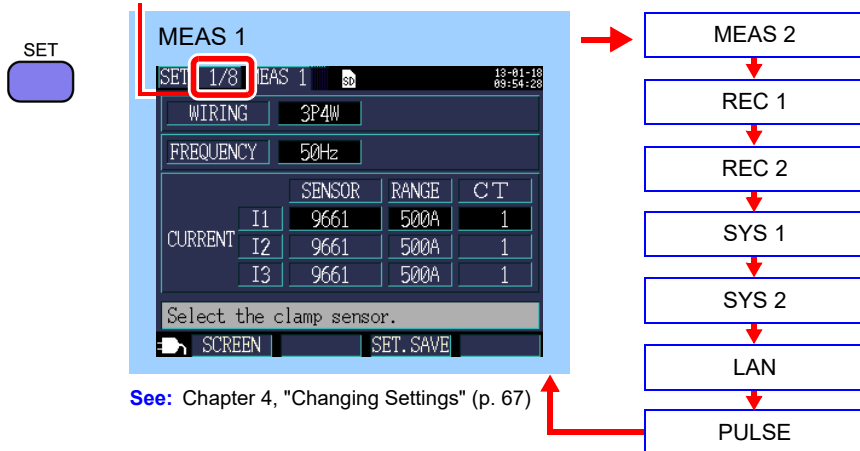 SET
MEAS 1
SET 1/8 MEAS 1 SD 13-01-18
09:54:28
WIRING 3P4W
FREQUENCY 50Hz
SENSOR RANGE CT
CURRENT
I1 9661 500A 1
I2 9661 500A 1
I3 9661 500A 1
Select the clamp sensor.
SCREEN SET.SAVE
See: Chapter 4, "Changing Settings" (p. 67)
MEAS 2
REC 1
REC 2
SYS 1
SYS 2
LAN
PULSE